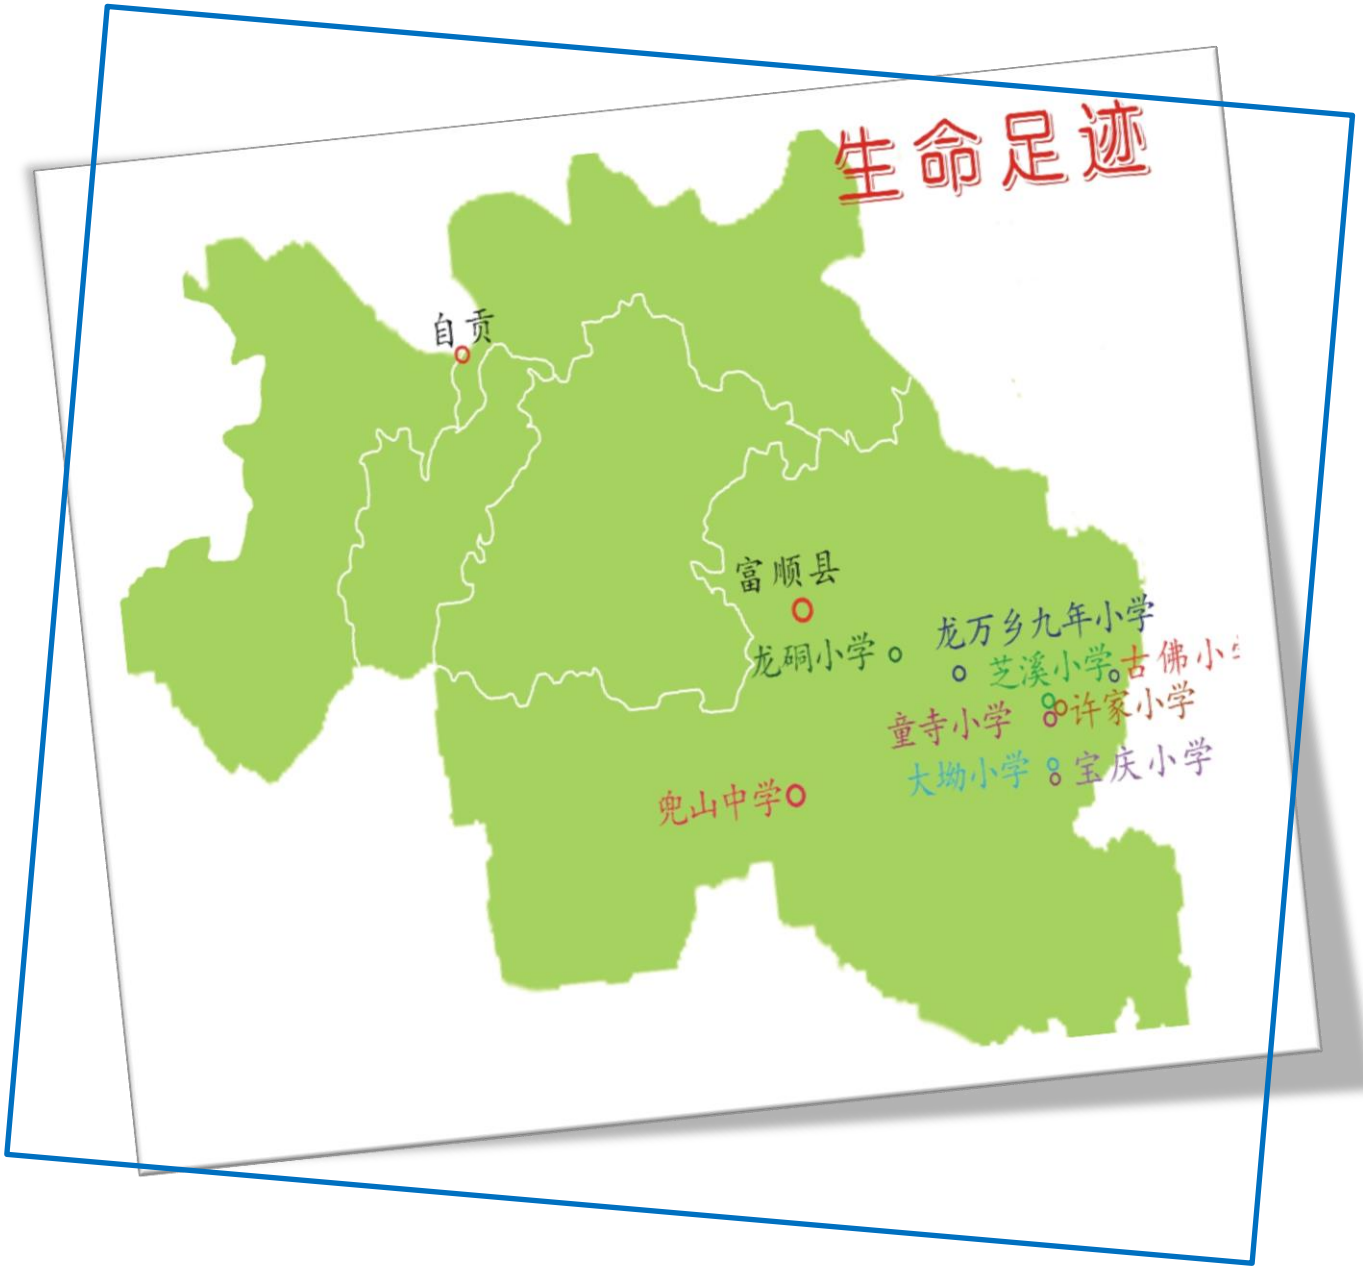 生命足迹
自贡
富顺县
龙万乡九年小学
龙硐小学
芝溪小学
古佛小
许家小学
童寺小学
大坳小学
宝庆小学
兜山中学